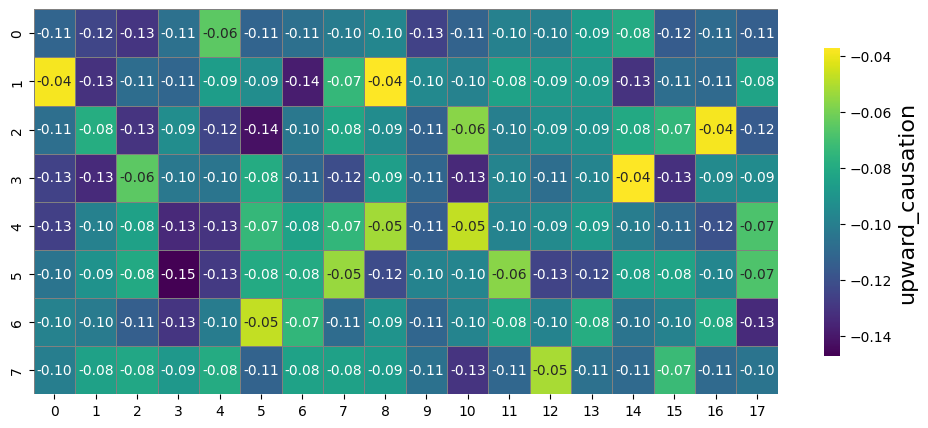 0 -0.11 -0.12 -0.13 -0.11 -0.06 -0.11 -0.11 -0.10 -0.10 -0.13 -0.11 -0.10 -0.10 -0.09 -0.08 -0.12 -0.11 -0.11
1 -0.04 -0.13 -0.11 -0.11 -0.09 -0.09 -0.14 -0.07 -0.04 -0.10 -0.10 -0.08 -0.09 -0.09 -0.13 -0.11 -0.11 -0.08
2 -0.11 -0.08 -0.13 -0.09 -0.12 -0.14 -0.10 -0.08 -0.09 -0.11 -0.06 -0.10 -0.09 -0.09 -0.08 -0.07 -0.04 -0.12
3 -0.13 -0.13 -0.06 -0.10 -0.10 -0.08 -0.11 -0.12 -0.09 -0.11 -0.13 -0.10 -0.11 -0.10 -0.04 -0.13 -0.09 -0.09
4 -0.13 -0.10 -0.08 -0.13 -0.13 -0.07 -0.08 -0.07 -0.05 -0.11 -0.05 -0.10 -0.09 -0.09 -0.10 -0.11 -0.12 -0.07
5 -0.10 -0.09 -0.08 -0.15 -0.13 -0.08 -0.08 -0.05 -0.12 -0.10 -0.10 -0.06 -0.13 -0.12 -0.08 -0.08 -0.10 -0.07
6 -0.10 -0.10 -0.11 -0.13 -0.10 -0.05 -0.07 -0.11 -0.09 -0.11 -0.10 -0.08 -0.10 -0.08 -0.10 -0.10 -0.08 -0.13
7 -0.10 -0.08 -0.08 -0.09 -0.08 -0.11 -0.08 -0.08 -0.08 -0.10 -0.13 -0.11 -0.05 -0.11 -0.11 -0.07 -0.11 -0.10
0 1 2 3 4 5 6 7 8 9 10 11 12 13 14 15 16 17
−0.04
−0.06
−0.08
−0.10
−0.12
−0.14
upward_causation